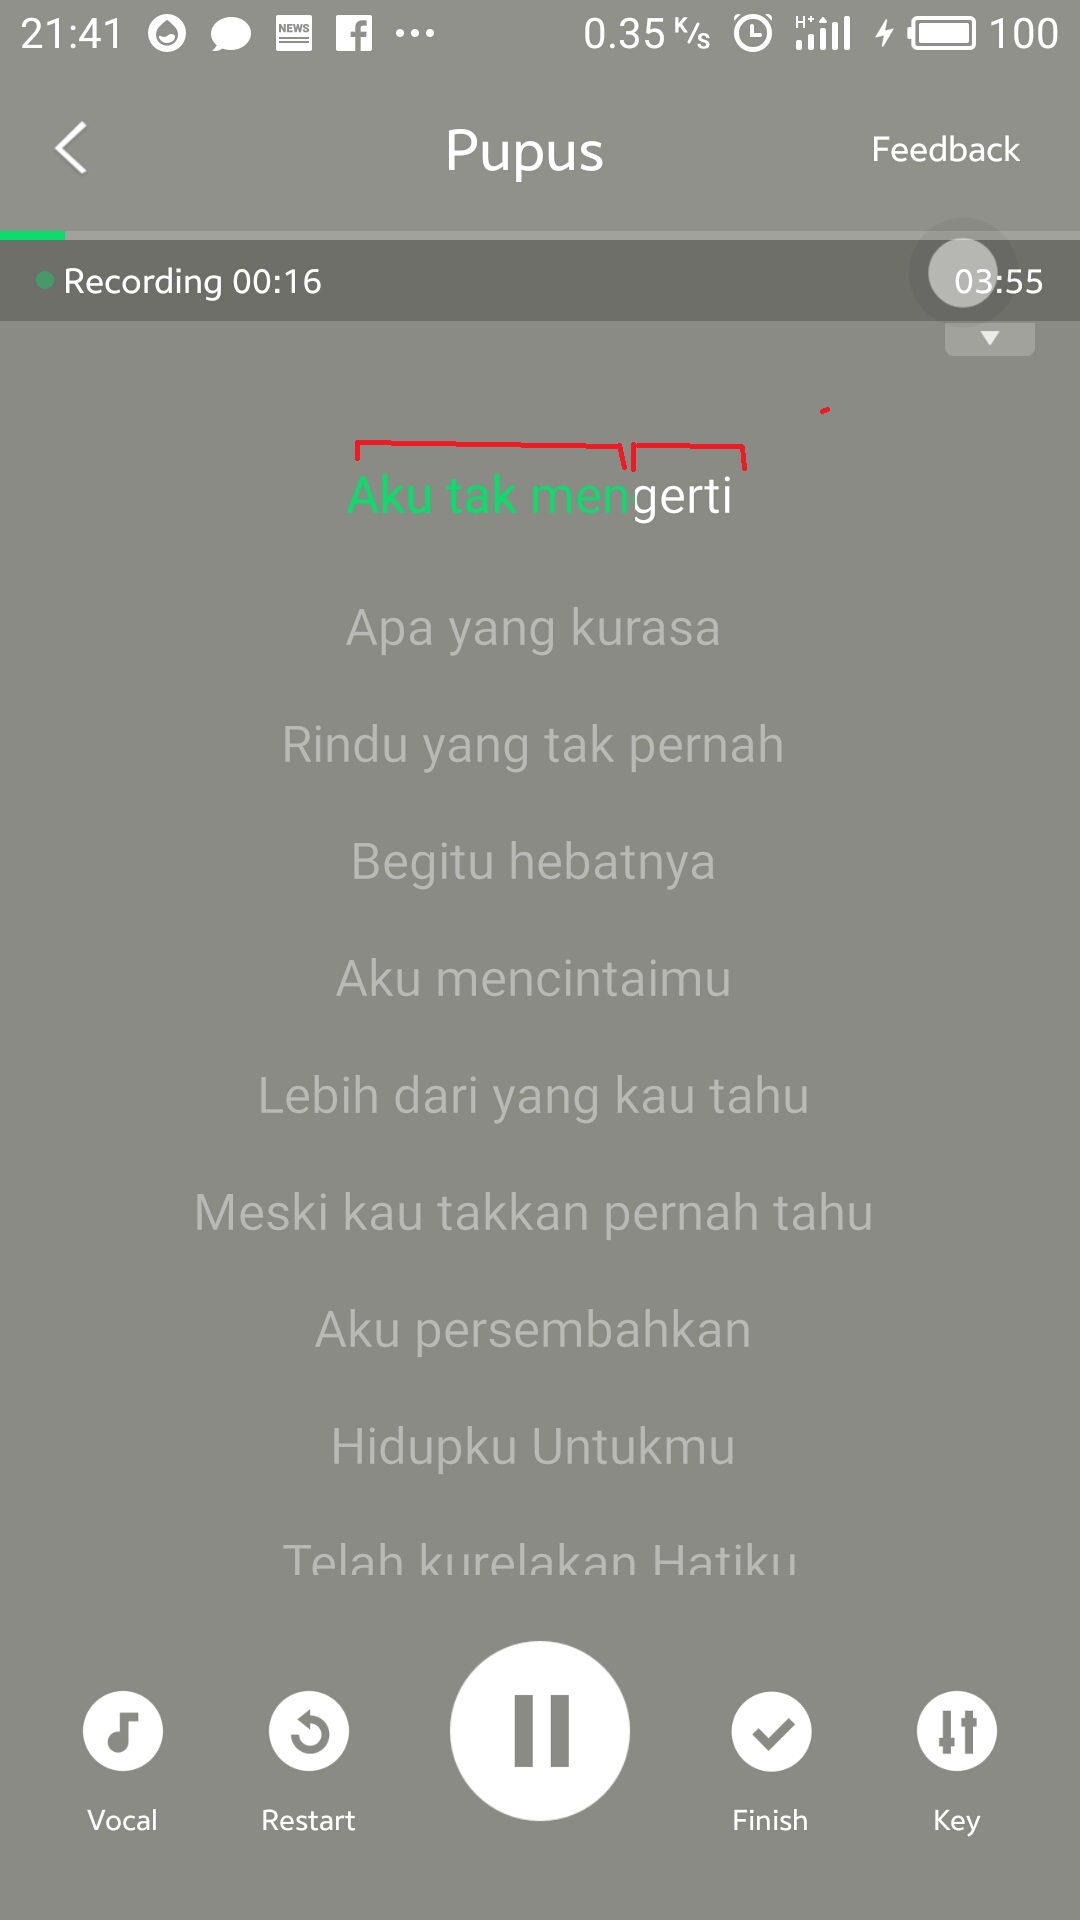 21:41 NEWS 0.35 K/s H+ 100
Pupus Feedback
Recording 00:16 03:55
Aku tak mengerti
Apa yang kurasa
Rindu yang tak pernah
Begitu hebatnya
Aku mencintaimu
Lebih dari yang kau tahu
Meski kau takkan pernah tahu
Aku persembahkan
Hidupku Untukmu
Telah kurelakan Hatiku
Vocal Restart Finish Key